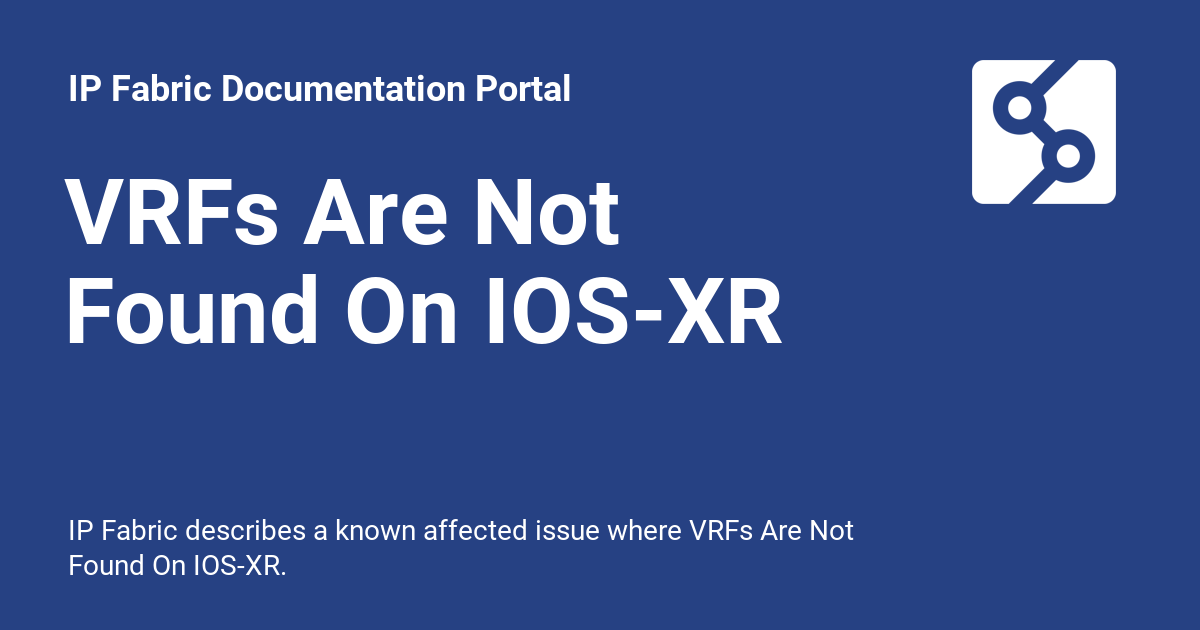 IP Fabric Documentation Portal
VRFs Are Not
Found On IOS-XR
IP Fabric describes a known affected issue where VRFs Are Not
Found On IOS-XR.